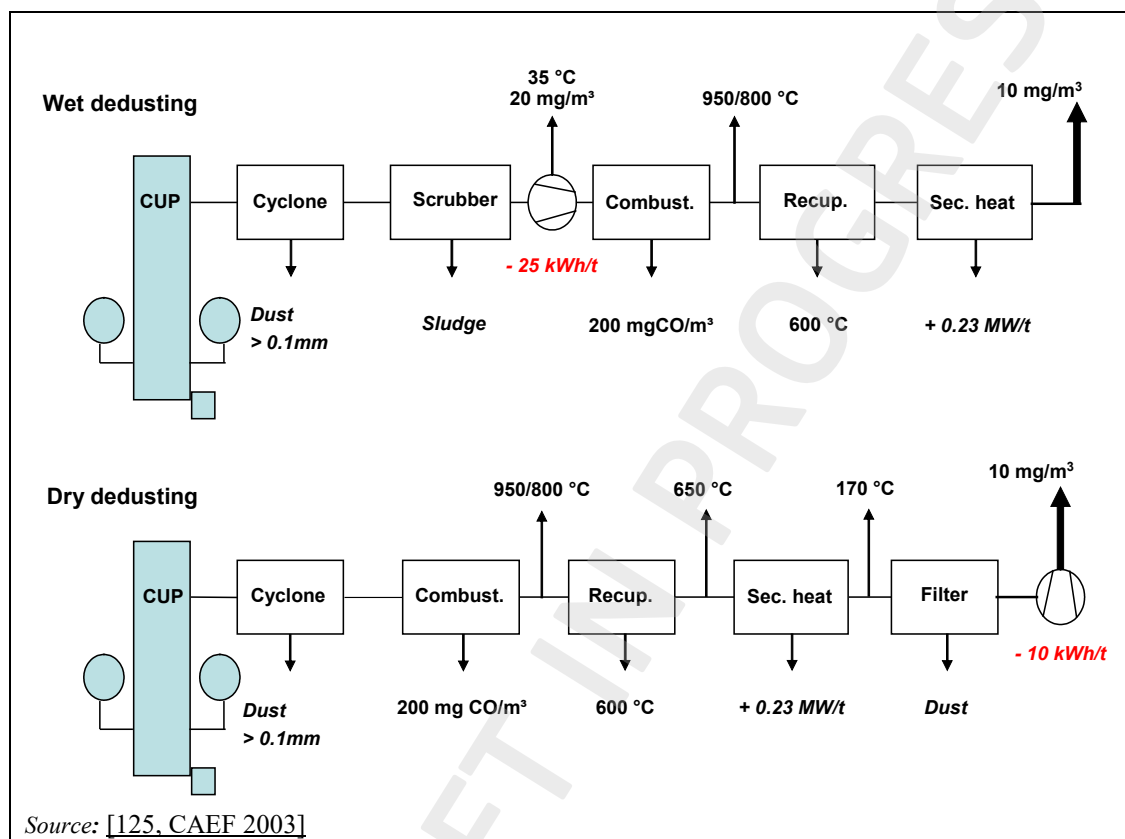 35 °C
20 mg/m³
950/800 °C
10 mg/m³
Wet dedusting
CUP
Cyclone
Scrubber
Combust.
Recup.
Sec. heat
- 25 kWh/t
Dust
> 0.1mm
Sludge
200 mgCO/m³
600 °C
+ 0.23 MW/t
Dry dedusting
950/800 °C
650 °C
170 °C
10 mg/m³
CUP
Cyclone
Combust.
Recup.
Sec. heat
Filter
- 10 kWh/t
Dust
> 0.1mm
200 mg CO/m³
600 °C
+ 0.23 MW/t
Dust
Source: [125, CAEF 2003]
IN PROGRES